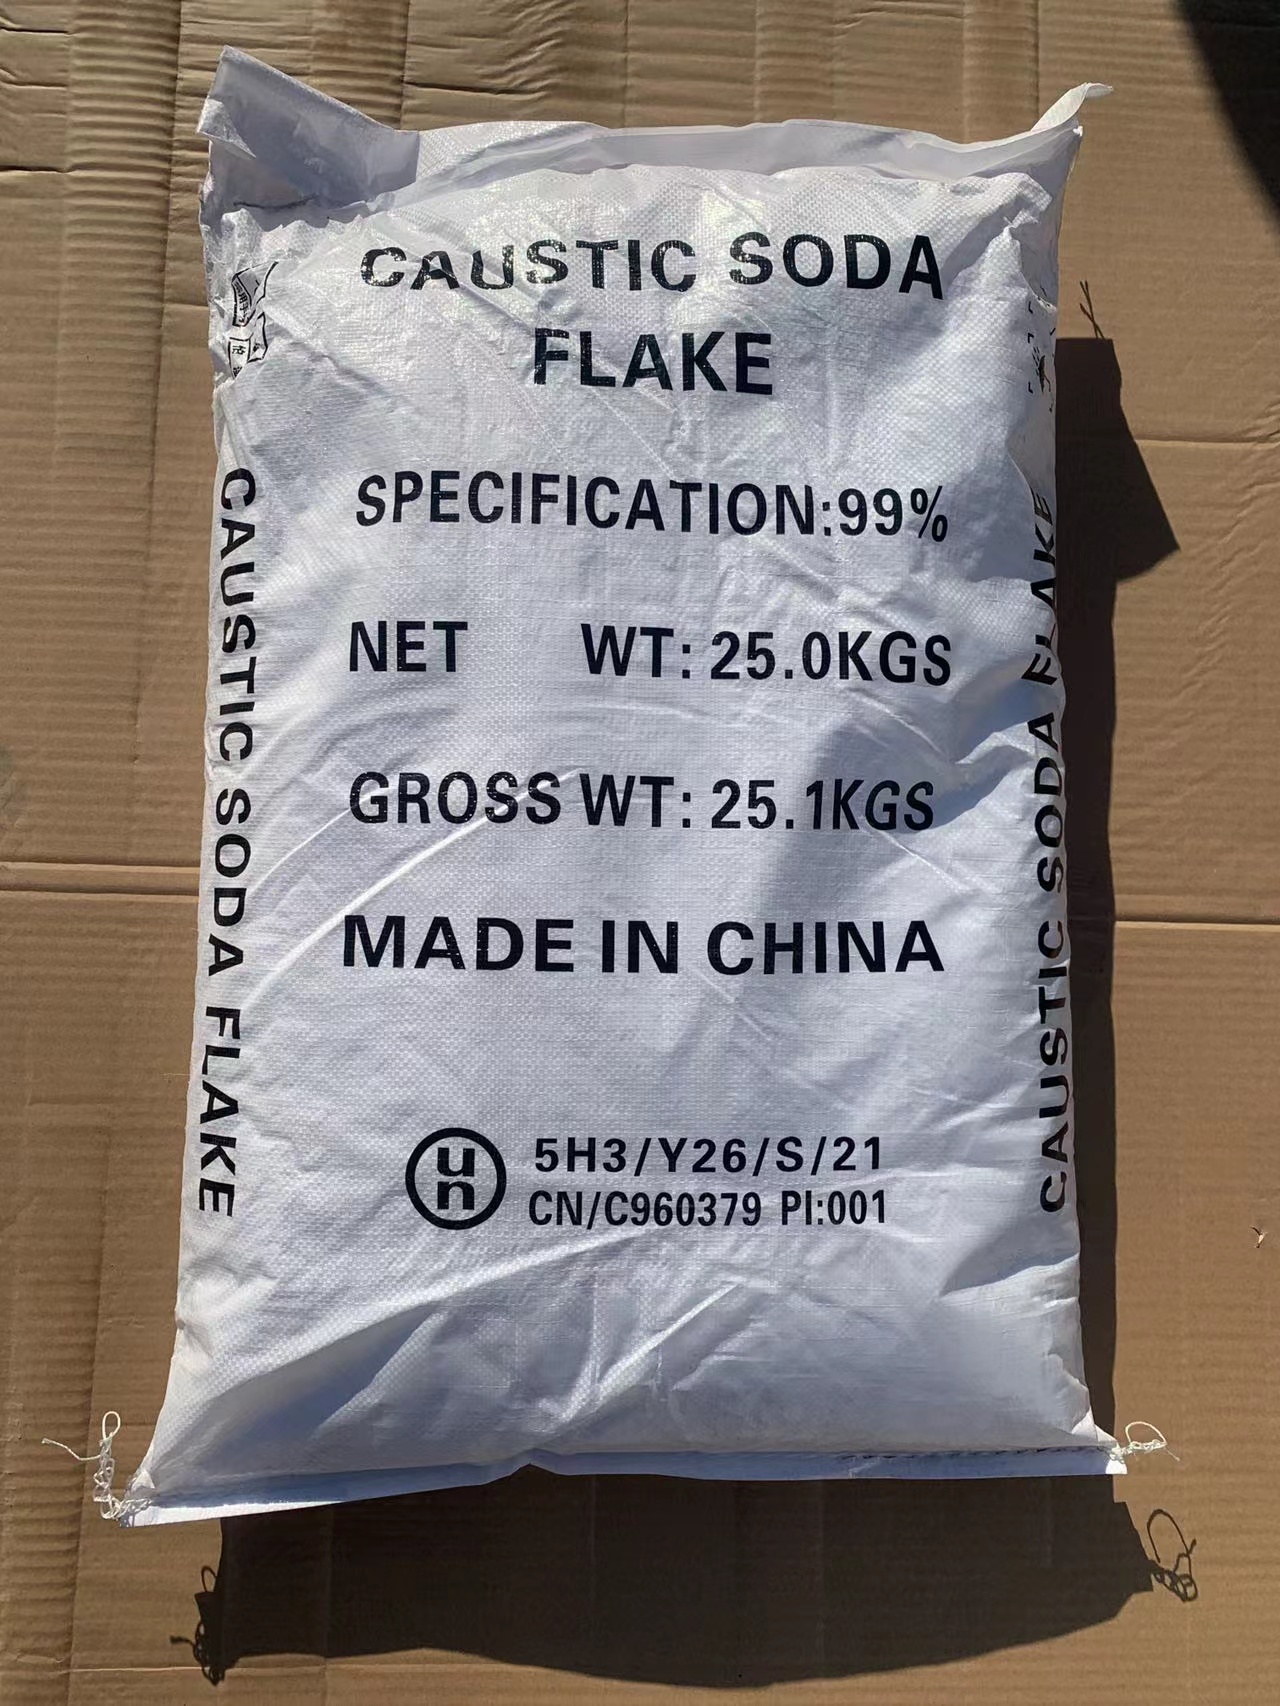 CAUSTIC SODA
FLAKE
SPECIFICATION:99%
NET WT: 25.0KGS
GROSS WT: 25.1KGS
MADE IN CHINA
un
5H3/Y26/S/21
CN/C960379 PI:001
CAUSTIC SODA FLAKE
CAUSTIC SODA FLAKE